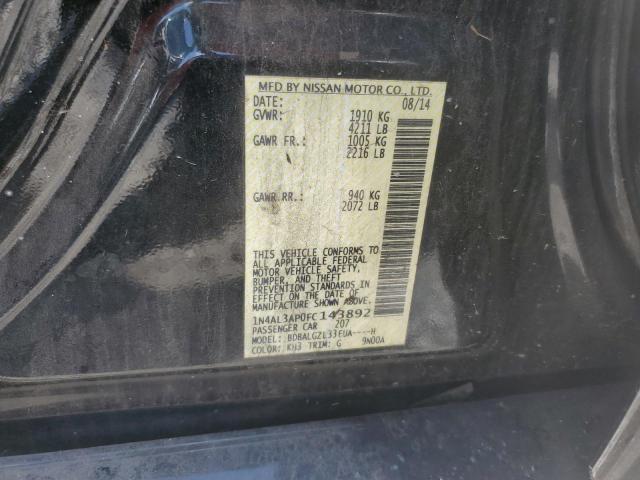 MFD BY NISSAN MOTOR CO., LTD.
DATE: 08/14
GVWR: 1910 KG
4211 LB
GAWR FR.: 1005 KG
2216 LB
GAWR RR.: 940 KG
2072 LB
THIS VEHICLE CONFORMS TO
ALL APPLICABLE FEDERAL
MOTOR VEHICLE SAFETY,
BUMPER, AND THEFT
PREVENTION STANDARDS IN
EFFECT ON THE DATE OF
MANUFACTURE SHOWN ABOVE.
1N4AL3AP0FC143892
PASSENGER CAR 207
MODEL: BDBALGZL33EUA----H
COLOR: KH3 TRIM: G 9N00A